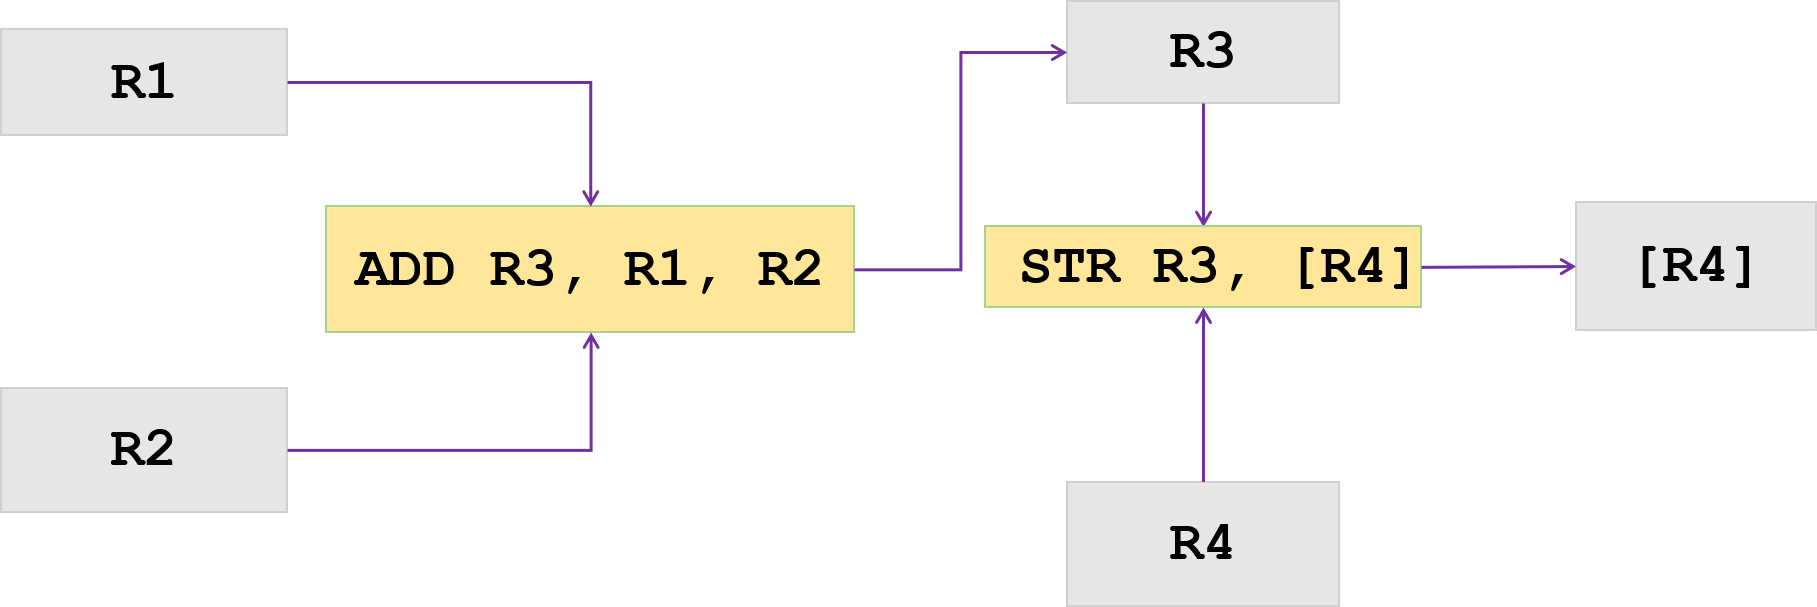 R1
R2
ADD R3, R1, R2
R3
STR R3, [R4]
R4
[R4]